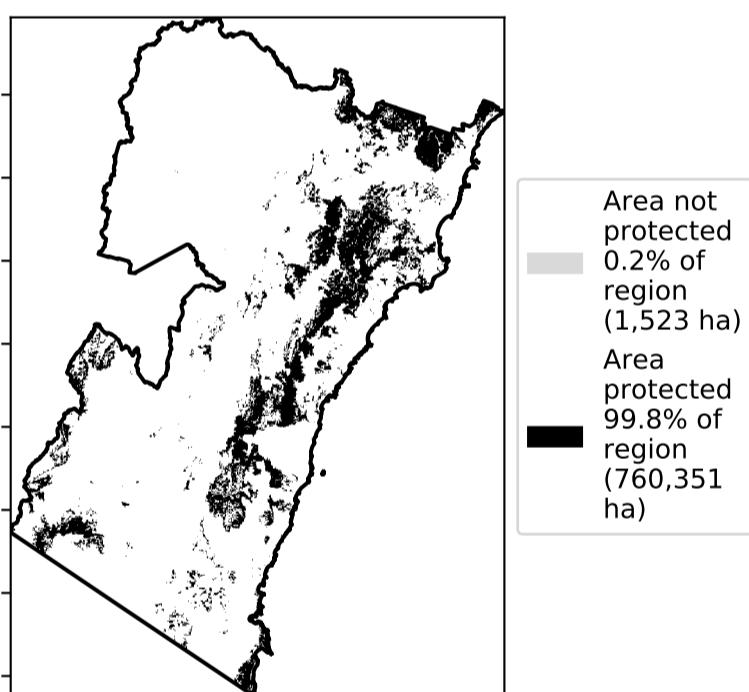 Area not
protected
0.2% of
region
(1,523 ha)
Area
protected
99.8% of
region
(760,351
ha)